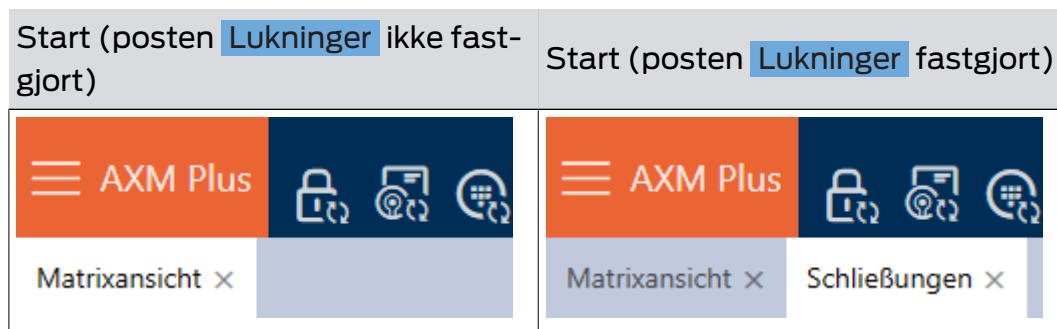 Start (posten Lukninger ikke fast-
gjort)
Start (posten Lukninger fastgjort)
AXM Plus
Matrixansicht ×
AXM Plus
Matrixansicht × Schließungen ×